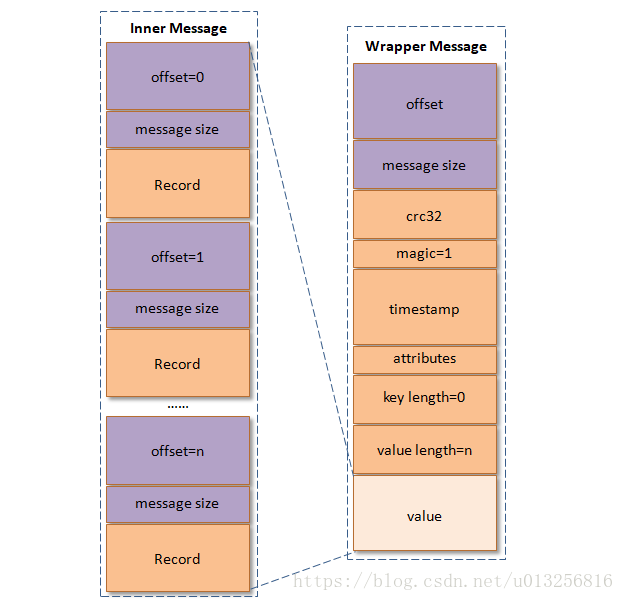 Inner Message
offset=0
message size
Record
offset=1
message size
Record
......
offset=n
message size
Record
Wrapper Message
offset
message size
crc32
magic=1
timestamp
attributes
key length=0
value length=n
value
https://blog.csdn.net/u013256816